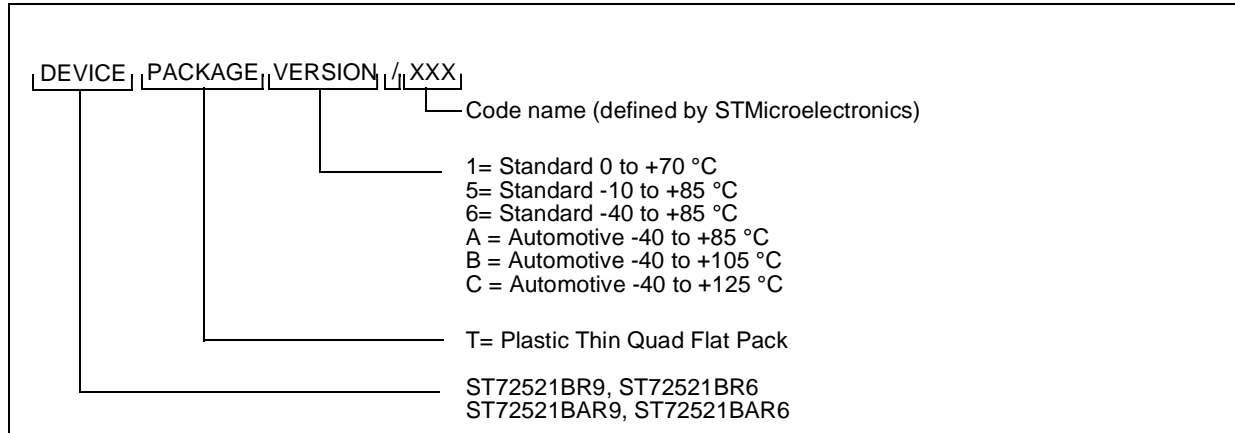 DEVICE PACKAGE VERSION / XXX
Code name (defined by STMicroelectronics)
1= Standard 0 to +70 °C
5= Standard -10 to +85 °C
6= Standard -40 to +85 °C
A = Automotive -40 to +85 °C
B = Automotive -40 to +105 °C
C = Automotive -40 to +125 °C
T= Plastic Thin Quad Flat Pack
ST72521BR9, ST72521BR6
ST72521BAR9, ST72521BAR6